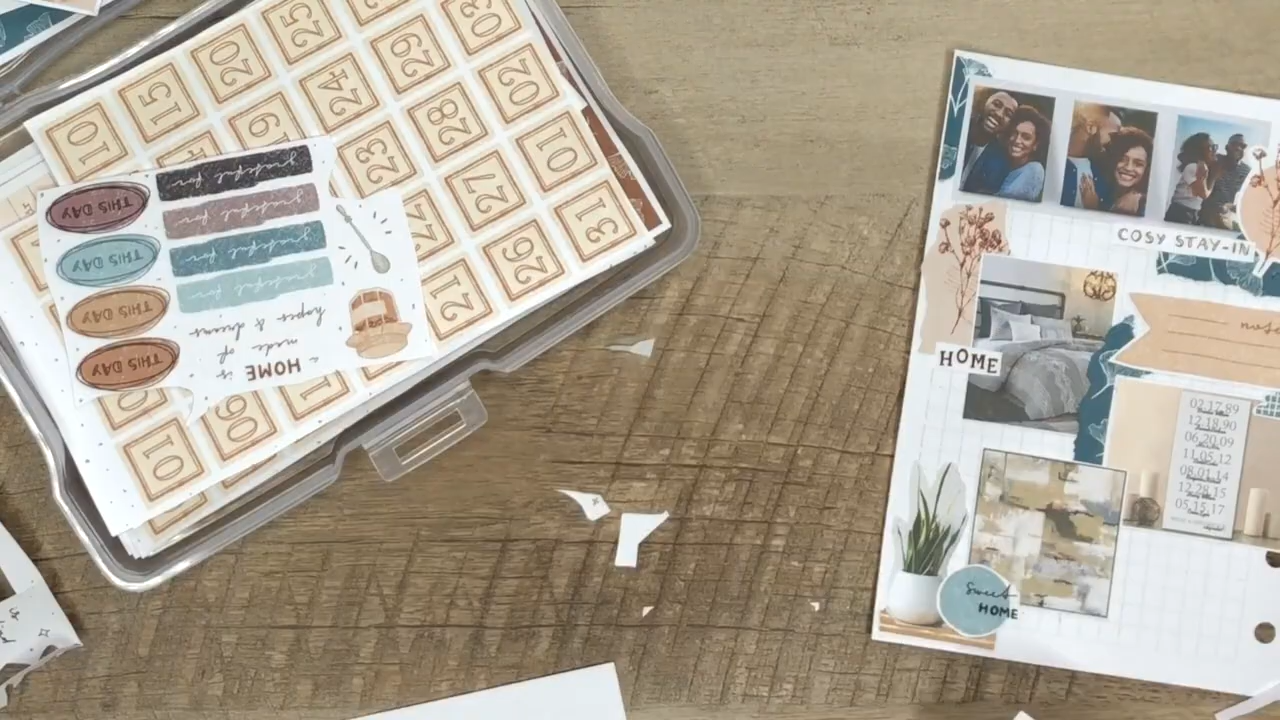 10
15
20
25
19
24
29
03
23
28
02
27
01
21
26
31
01
06
THIS DAY
THIS DAY
THIS DAY
THIS DAY
grateful for
grateful for
grateful for
grateful for
a HOME is
made of
hopes & dreams
COSY STAY-IN
HOME
02.17.89
12.18.90
06.20.09
11.05.12
08.01.14
12.28.15
05.15.17
Sweet
HOME